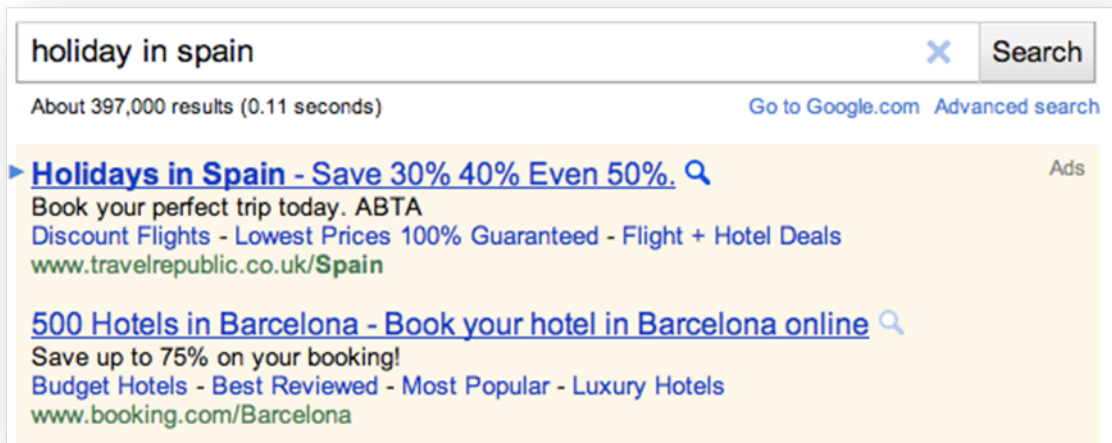 holiday in spain
Search
About 397,000 results (0.11 seconds)
Go to Google.com Advanced search
Holidays in Spain - Save 30% 40% Even 50%.
Ads
Book your perfect trip today. ABTA
Discount Flights - Lowest Prices 100% Guaranteed - Flight + Hotel Deals
www.travelrepublic.co.uk/Spain
500 Hotels in Barcelona - Book your hotel in Barcelona online
Save up to 75% on your booking!
Budget Hotels - Best Reviewed - Most Popular - Luxury Hotels
www.booking.com/Barcelona